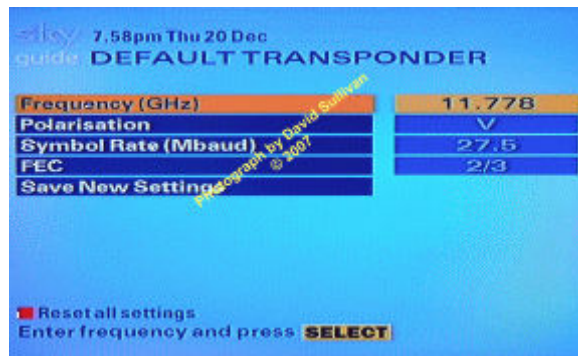 sky 7.58pm Thu 20 Dec
guide DEFAULT TRANSPONDER
Frequency (GHz) 11.778
Polarisation V
Symbol Rate (Mbaud) 27.5
FEC 2/3
Save New Settings
PHotograph by David Sullivan
© 2007
Reset all settings
Enter frequency and press SELECT